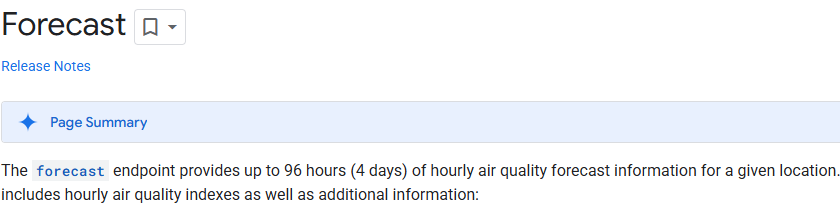 Forecast
Release Notes
Page Summary
The forecast endpoint provides up to 96 hours (4 days) of hourly air quality forecast information for a given location.
includes hourly air quality indexes as well as additional information: